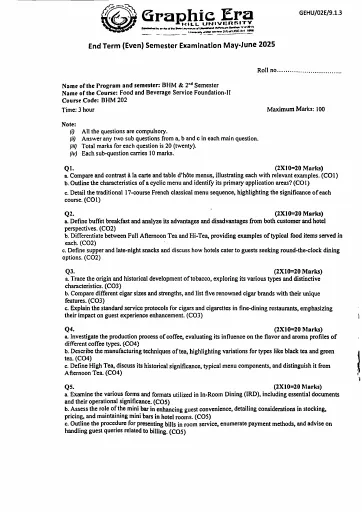 GEHU/02E/9.1.3
Graphic Era
HILL UNIVERSITY
End Term (Even) Semester Examination May-June 2025
Roll no..............................
Name of the Program and semester: BHM & 2nd Semester
Name of the Course: Food and Beverage Service Foundation-II
Course Code: BHM 202
Time: 3 hour Maximum Marks: 100
Note:
(i) All the questions are compulsory.
(ii) Answer any two sub questions from a, b and c in each main question.
(iii) Total marks for each question is 20 (twenty).
(iv) Each sub-question carries 10 marks.
Q1. (2X10=20 Marks)
a. Compare and contrast à la carte and table d'hôte menus, illustrating each with relevant examples. (CO1)
b. Outline the characteristics of a cyclic menu and identify its primary application areas? (CO1)
c. Detail the traditional 17-course French classical menu sequence, highlighting the significance of each
course. (CO1)
Q2. (2X10=20 Marks)
a. Define buffet breakfast and analyze its advantages and disadvantages from both customer and hotel
perspectives. (CO2)
b. Differentiate between Full Afternoon Tea and Hi-Tea, providing examples of typical food items served in
each. (CO2)
c. Define supper and late-night snacks and discuss how hotels cater to guests seeking round-the-clock dining
options. (CO2)
Q3. (2X10=20 Marks)
a. Trace the origin and historical development of tobacco, exploring its various types and distinctive
characteristics. (CO3)
b. Compare different cigar sizes and strengths, and list five renowned cigar brands with their unique
features. (CO3)
c. Explain the standard service protocols for cigars and cigarettes in fine-dining restaurants, emphasizing
their impact on guest experience enhancement. (CO3)
Q4. (2X10=20 Marks)
a. Investigate the production process of coffee, evaluating its influence on the flavor and aroma profiles of
different coffee types. (CO4)
b. Describe the manufacturing techniques of tea, highlighting variations for types like black tea and green
tea. (CO4)
c. Define High Tea, discuss its historical significance, typical menu components, and distinguish it from
Afternoon Tea. (CO4)
Q5. (2X10=20 Marks)
a. Examine the various forms and formats utilized in In-Room Dining (IRD), including essential documents
and their operational significance. (CO5)
b. Assess the role of the mini bar in enhancing guest convenience, detailing considerations in stocking,
pricing, and maintaining mini bars in hotel rooms. (CO5)
c. Outline the procedure for presenting bills in room service, enumerate payment methods, and advise on
handling guest queries related to billing. (CO5)